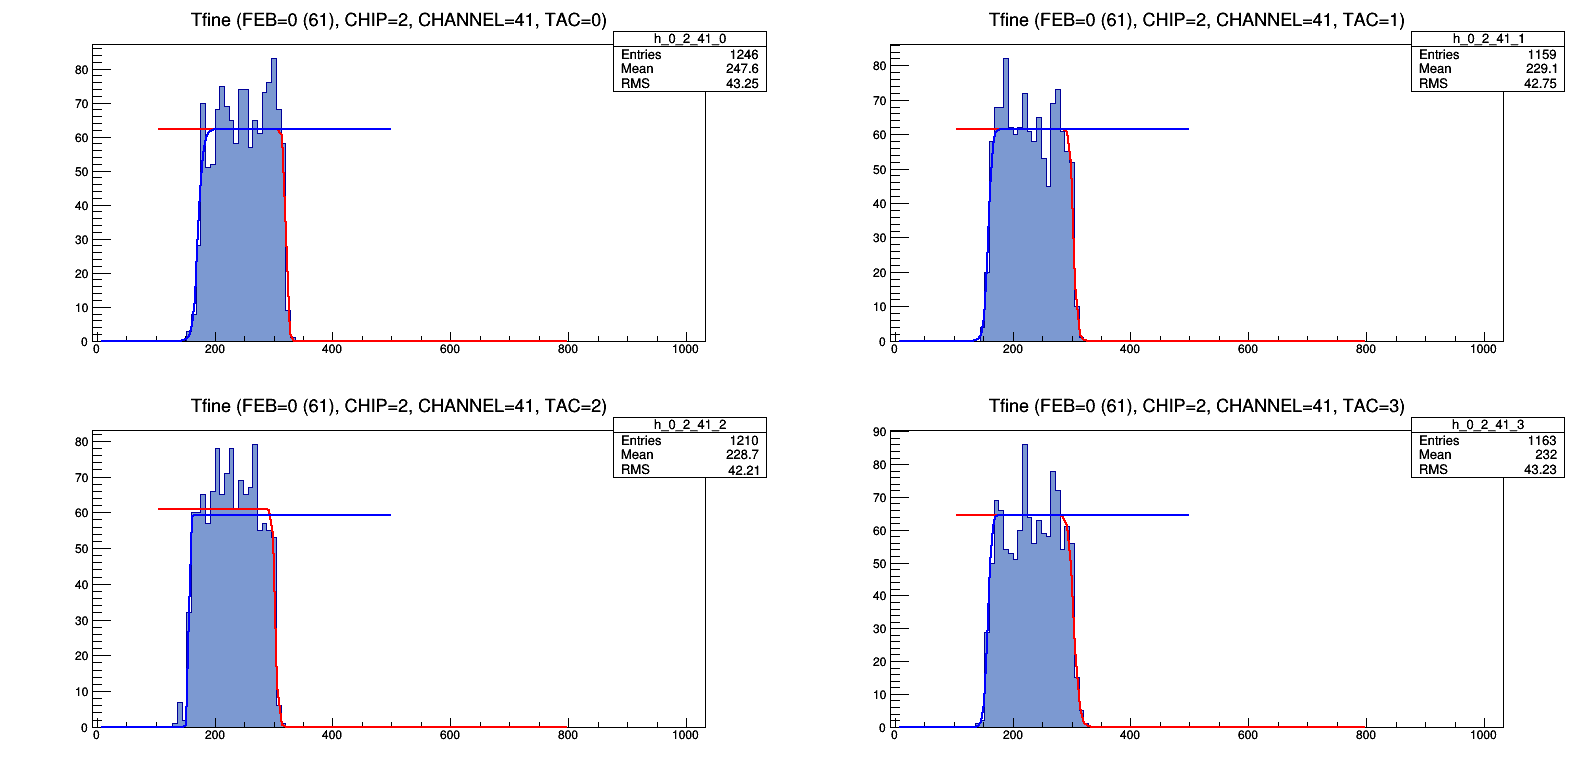 Tfine (FEB=0 (61), CHIP=2, CHANNEL=41, TAC=0)
h_0_2_41_0
Entries 1246
Mean 247.6
RMS 43.25
80
70
60
50
40
30
20
10
0
0 200 400 600 800 1000
Tfine (FEB=0 (61), CHIP=2, CHANNEL=41, TAC=1)
h_0_2_41_1
Entries 1159
Mean 229.1
RMS 42.75
80
70
60
50
40
30
20
10
0
0 200 400 600 800 1000
Tfine (FEB=0 (61), CHIP=2, CHANNEL=41, TAC=2)
h_0_2_41_2
Entries 1210
Mean 228.7
RMS 42.21
80
70
60
50
40
30
20
10
0
0 200 400 600 800 1000
Tfine (FEB=0 (61), CHIP=2, CHANNEL=41, TAC=3)
h_0_2_41_3
Entries 1163
Mean 232
RMS 43.23
90
80
70
60
50
40
30
20
10
0
0 200 400 600 800 1000